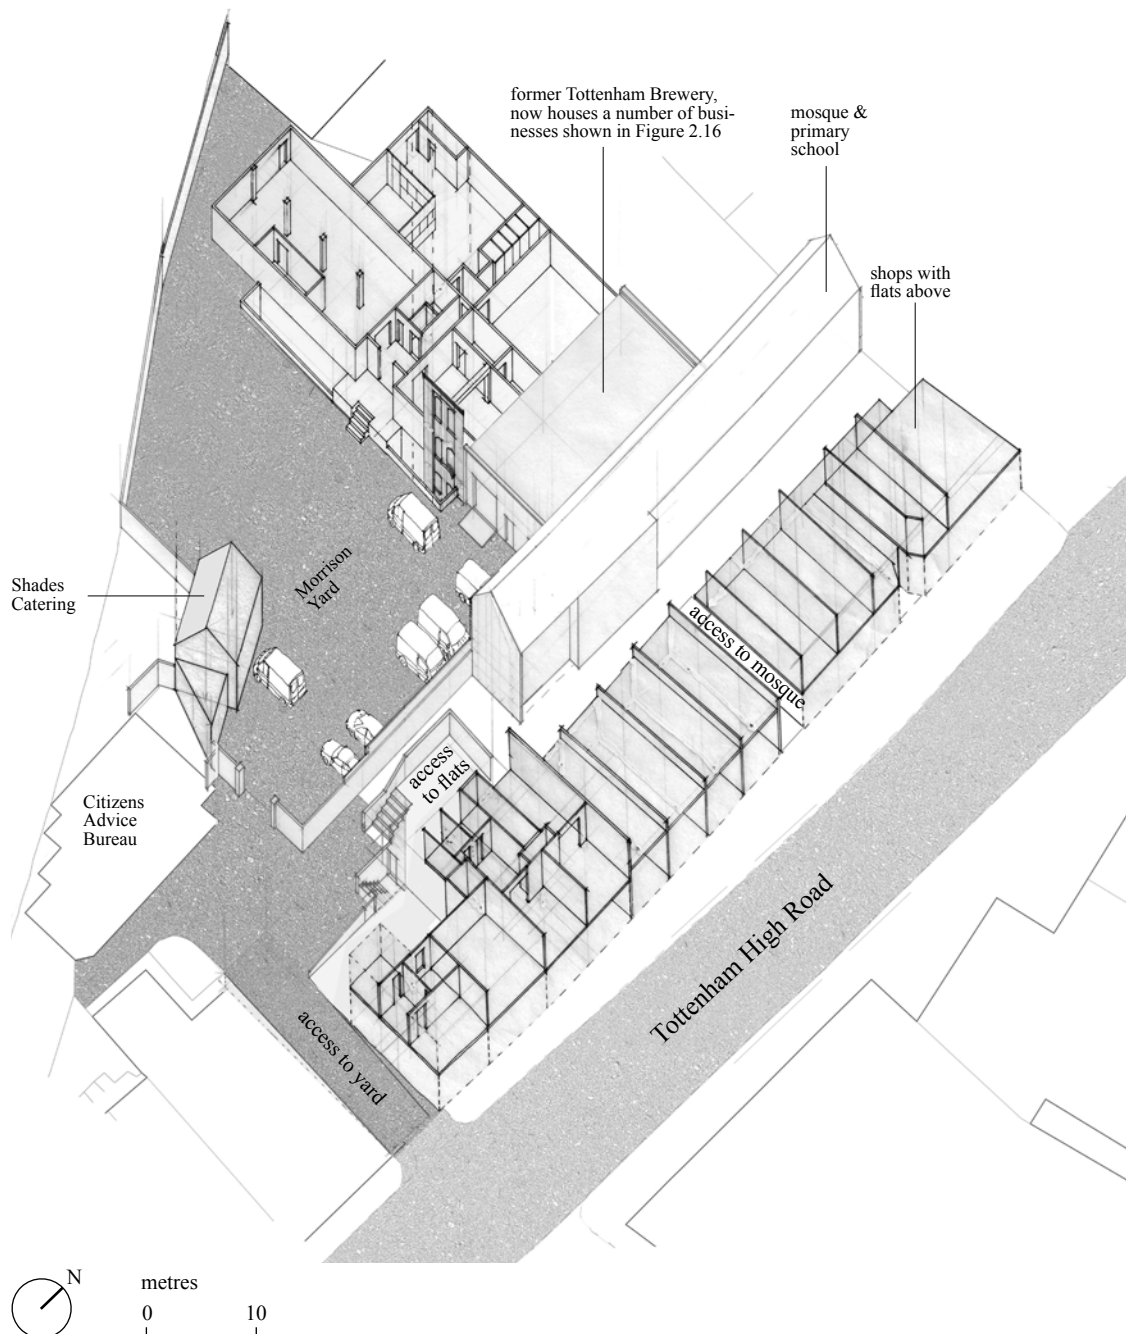 former Tottenham Brewery,
now houses a number of busi-
nesses shown in Figure 2.16
mosque &
primary
school
shops with
flats above
Shades
Catering
Morrison
Yard
access to mosque
access
to flats
Citizens
Advice
Bureau
Tottenham High Road
access to yard
N
metres
0 10